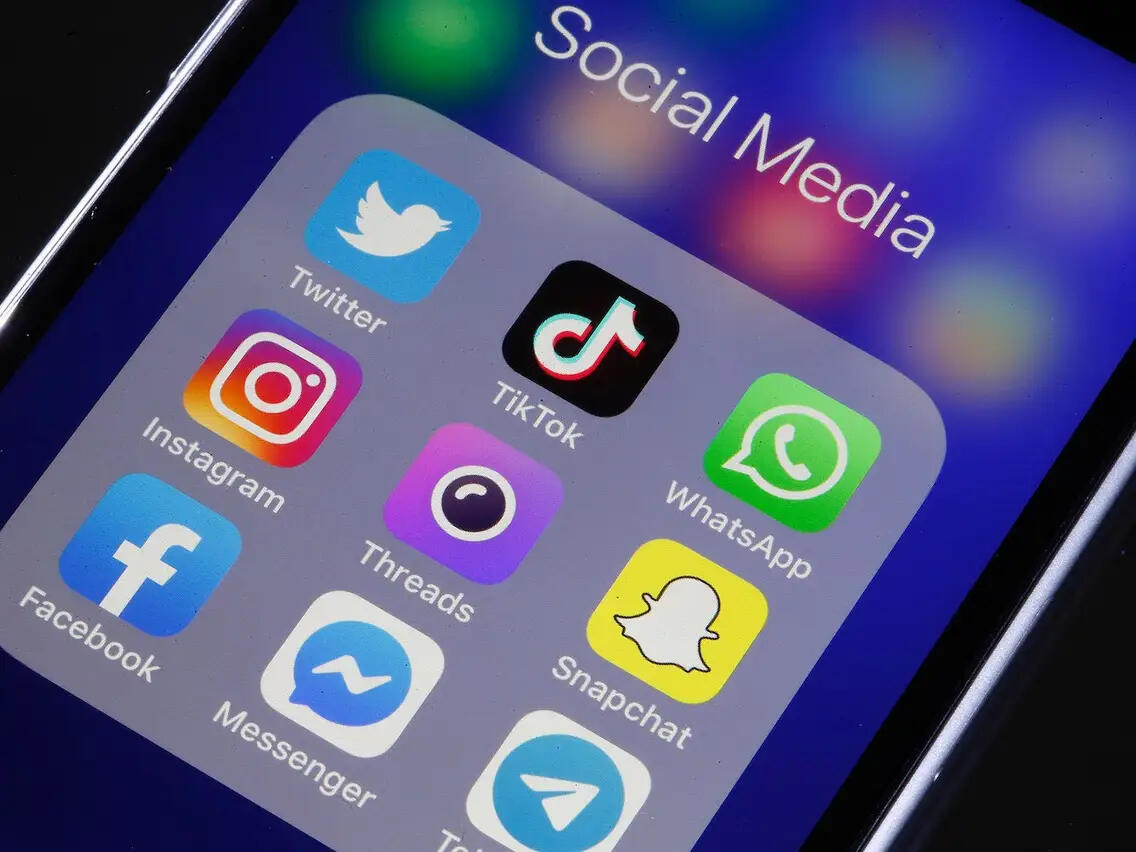 Social Media
Twitter
TikTok
WhatsApp
Instagram
Threads
Snapchat
Facebook
Messenger